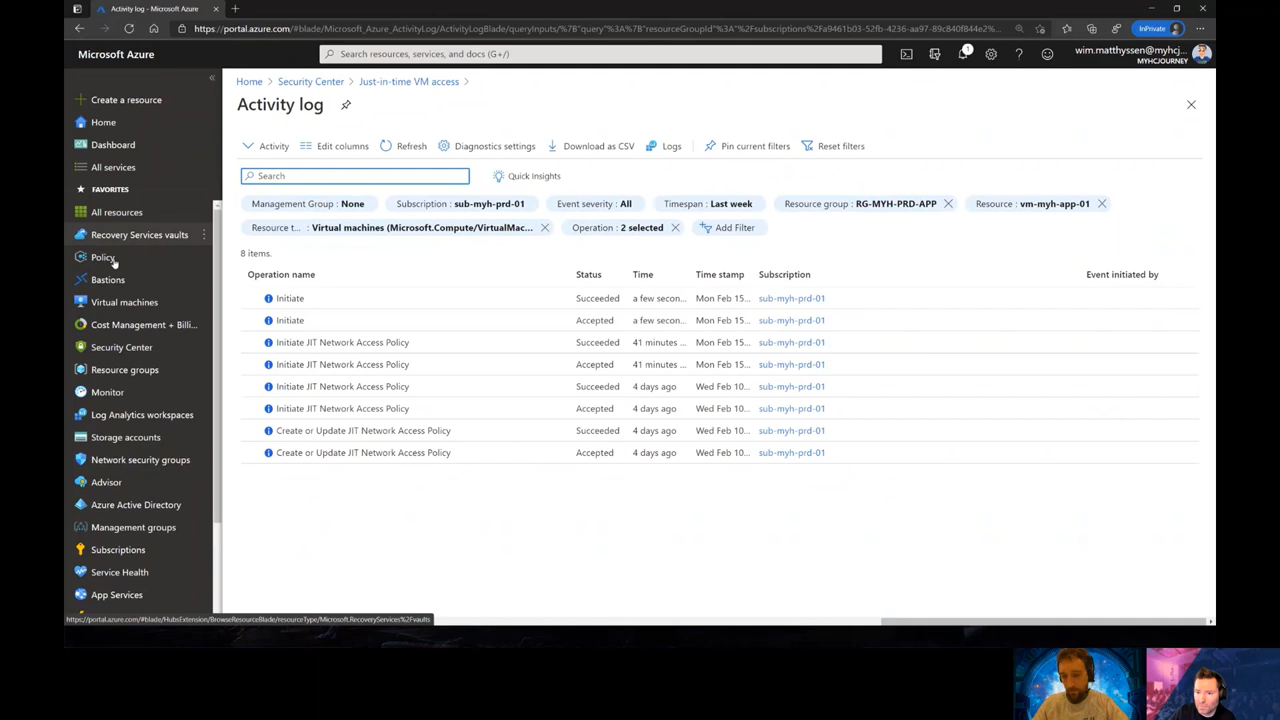 Activity log - Microsoft Azure
https://portal.azure.com/#blade/Microsoft_Azure_ActivityLog/ActivityLogBlade/queryInputs/%7B"query"%3A%7B"resourceGroupId"%3A"%2Fsubscriptions%2Fa9461b03-5f62-4316-aa97-91ad09e2c...
InPrivate
Microsoft Azure
Search resources, services, and docs (G+/)
1
wim.matthyssen@myhcj...
MYHCJOURNEY
Create a resource
Home
Dashboard
All services
FAVORITES
All resources
Recovery Services vaults
Policy
Bastions
Virtual machines
Cost Management + Billi...
Security Center
Resource groups
Monitor
Log Analytics workspaces
Storage accounts
Network security groups
Advisor
Azure Active Directory
Management groups
Subscriptions
Service Health
App Services
https://portal.azure.com/#blade/HubsExtension/BrowseResourceBlade/resourceType/Microsoft.RecoveryServices%2Fvaults
Home > Security Center > Just-in-time VM access >
Activity log
Activity Edit columns Refresh Diagnostics settings Download as CSV Logs Pin current filters Reset filters
Search Quick Insights
Management Group : None Subscription : sub-myh-prd-01 Event severity : All Timespan : Last week Resource group : RG-MYH-PRD-APP Resource : vm-myh-app-01
Resource t... : Virtual machines (Microsoft.Compute/VirtualMac... Operation : 2 selected Add Filter
8 items.
Operation name Status Time Time stamp Subscription Event initiated by
Initiate Succeeded a few secon... Mon Feb 15... sub-myh-prd-01
Initiate Accepted a few secon... Mon Feb 15... sub-myh-prd-01
Initiate JIT Network Access Policy Succeeded 41 minutes ... Mon Feb 15... sub-myh-prd-01
Initiate JIT Network Access Policy Accepted 41 minutes ... Mon Feb 15... sub-myh-prd-01
Initiate JIT Network Access Policy Succeeded 4 days ago Wed Feb 10... sub-myh-prd-01
Initiate JIT Network Access Policy Accepted 4 days ago Wed Feb 10... sub-myh-prd-01
Create or Update JIT Network Access Policy Succeeded 4 days ago Wed Feb 10... sub-myh-prd-01
Create or Update JIT Network Access Policy Accepted 4 days ago Wed Feb 10... sub-myh-prd-01